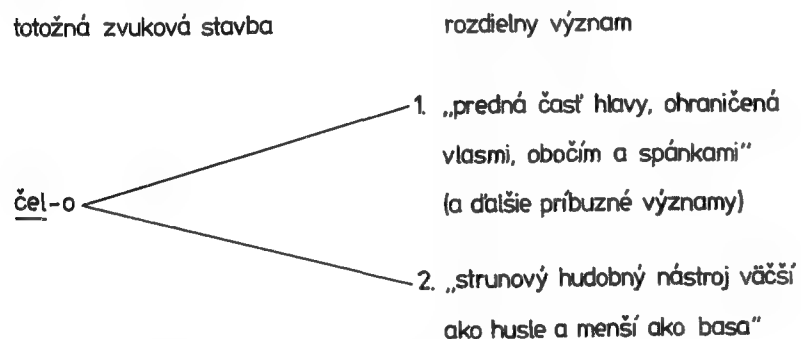 totožná zvuková stavba
rozdielny význam
1. „predná časť hlavy, ohraničená
vlasmi, obočím a spánkami“
(a ďalšie príbuzné významy)
čel-o
2. „strunový hudobný nástroj väčší
ako husle a menší ako basa“